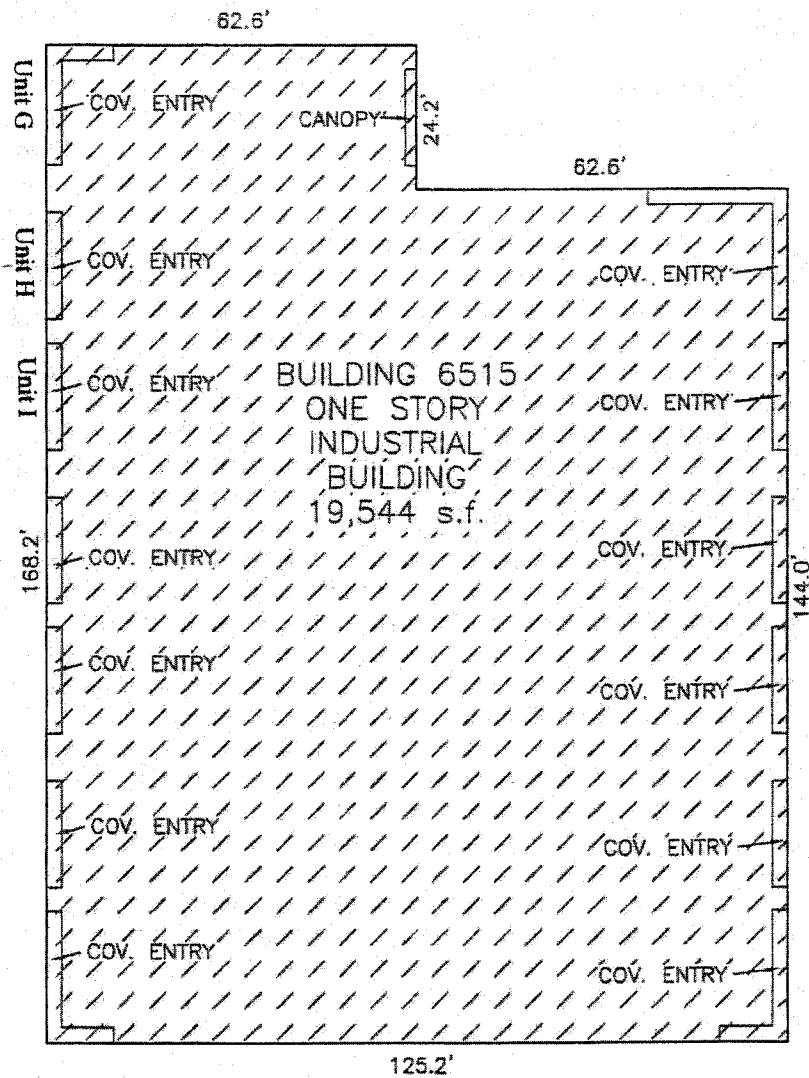 62.6'
Unit G
COV. ENTRY
CANOPY
24.2'
62.6'
Unit H
COV. ENTRY
COV. ENTRY
Unit I
COV. ENTRY
BUILDING 6515
ONE STORY
INDUSTRIAL
BUILDING
19,544 s.f.
COV. ENTRY
168.2'
COV. ENTRY
COV. ENTRY
144.0'
COV. ENTRY
COV. ENTRY
COV. ENTRY
COV. ENTRY
COV. ENTRY
COV. ENTRY
125.2'